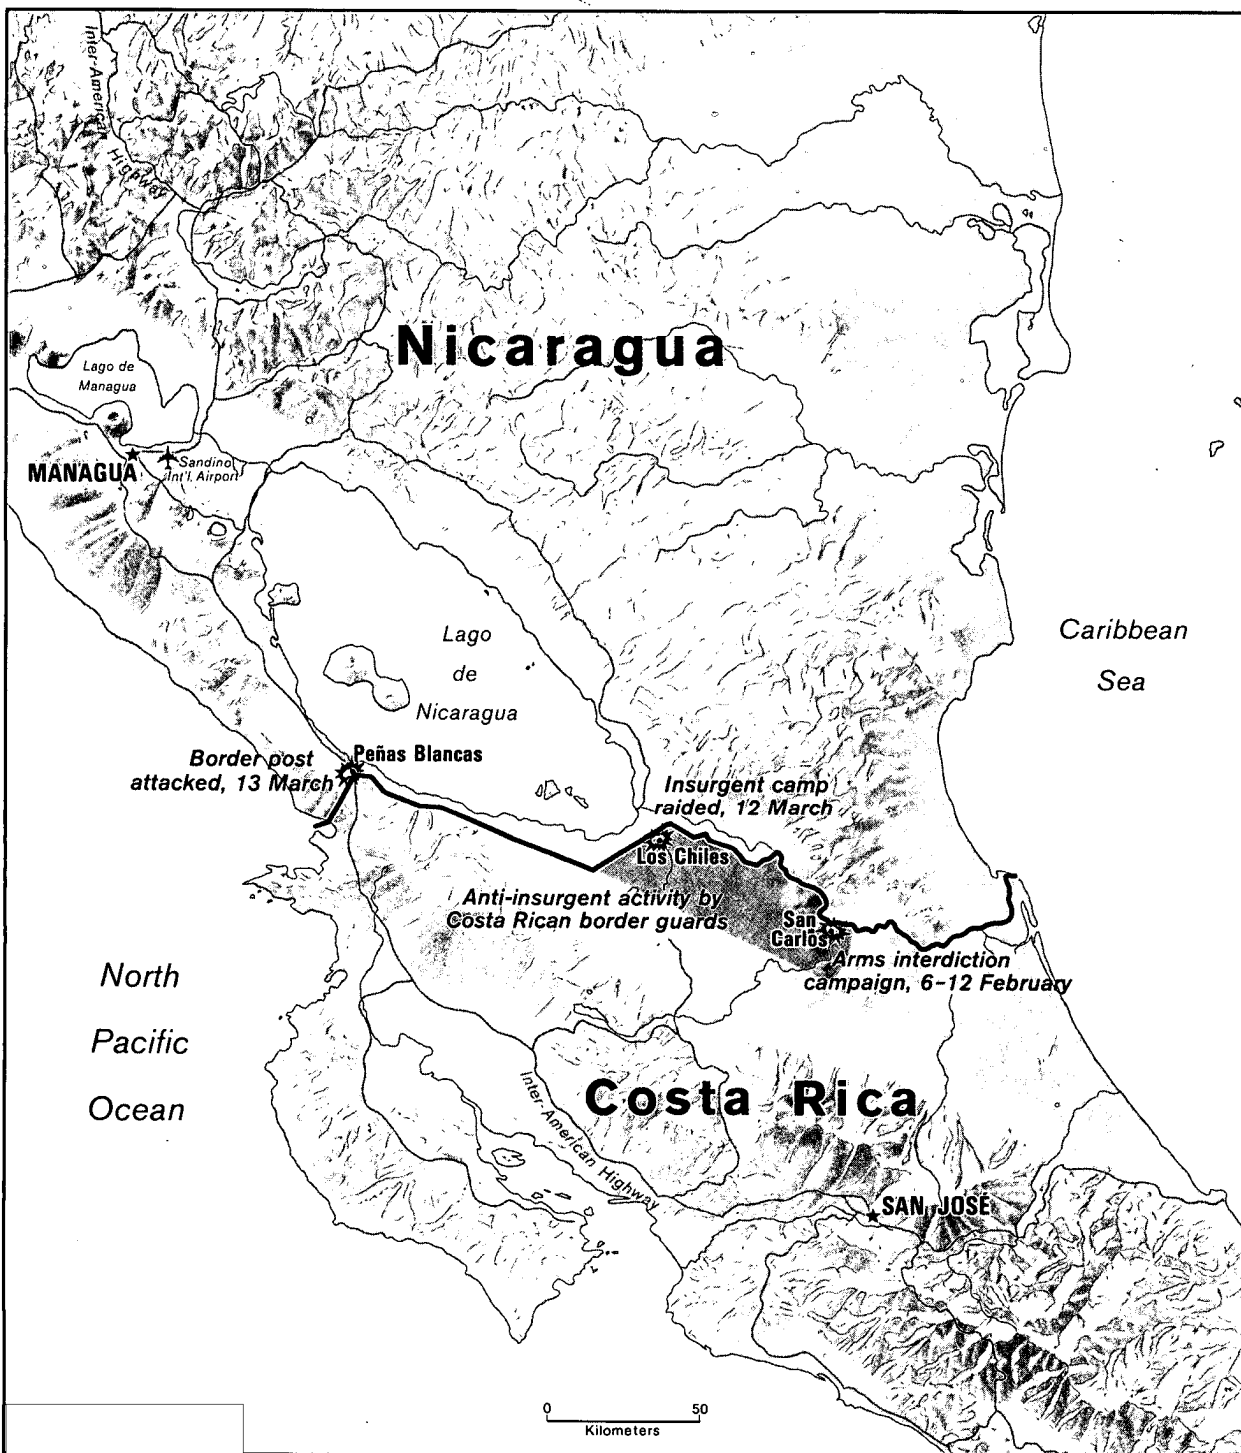 Inter-American
Highway
Nicaragua
Lago de
Managua
MANAGUA
Sandino
Int'l. Airport
Lago
de
Nicaragua
Caribbean
Sea
Border post
attacked, 13 March
Peñas Blancas
Insurgent camp
raided, 12 March
Los Chiles
Anti-insurgent activity by
Costa Rican border guards
San
Carlos
Arms interdiction
campaign, 6-12 February
North
Pacific
Ocean
Costa Rica
Inter-American Highway
SAN JOSÉ
0 50
Kilometers